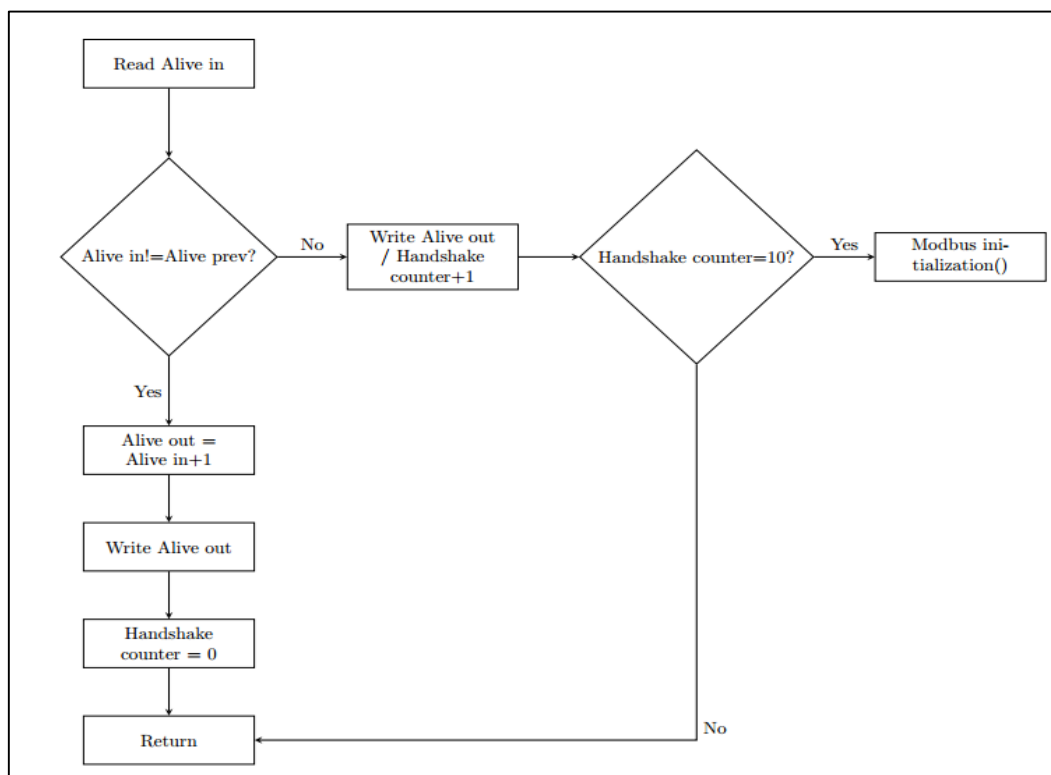 Read Alive in
Alive in!=Alive prev?
No
Write Alive out
/ Handshake
counter+1
Handshake counter=10?
Yes
Modbus ini-
tialization()
Yes
Alive out =
Alive in+1
Write Alive out
Handshake
counter = 0
Return
No